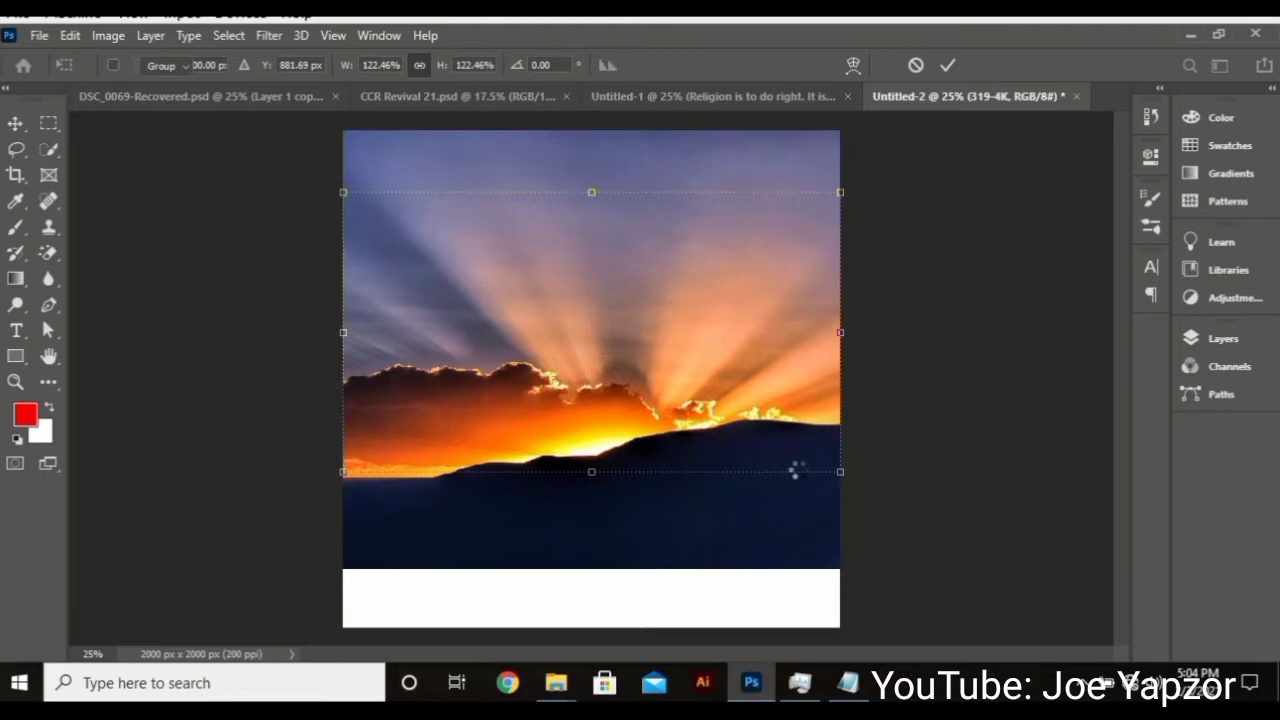 File Edit Image Layer Type Select Filter 3D View Window Help
Group 00.00 p: Δ Y: 881.69 px W: 122.46% H: 122.46% 0.00 °
DSC_0069-Recovered.psd @ 25% (Layer 1 cop... × CCR Revival 21.psd @ 17.5% (RGB/1... × Untitled-1 @ 25% (Religion is to do right. It is... × Untitled-2 @ 25% (319-4K, RGB/8#) * ×
Color
Swatches
Gradients
Patterns
Learn
Libraries
Adjustme...
Layers
Channels
Paths
25% 2000 px x 2000 px (200 ppi)
Type here to search
Ai
Ps
5:04 PM
YouTube: Joe Yapzor